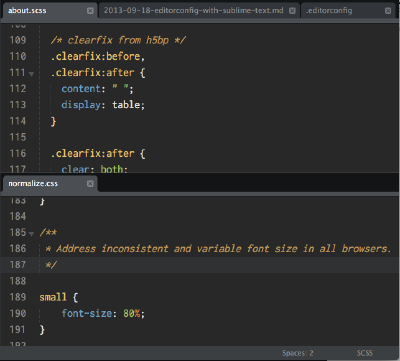 about.scss 2013-09-18-editorconfig-with-sublime-text.md .editorconfig
108
109 /* clearfix from h5bp */
110 .clearfix:before,
111 .clearfix:after {
112 content: " ";
113 display: table;
114 }
115
116 .clearfix:after {
117 clear: both;
normalize.css
183 }
184
185 /**
186 * Address inconsistent and variable font size in all browsers.
187 */
188
189 small {
190 font-size: 80%;
191 }
192
Spaces: 2 SCSS